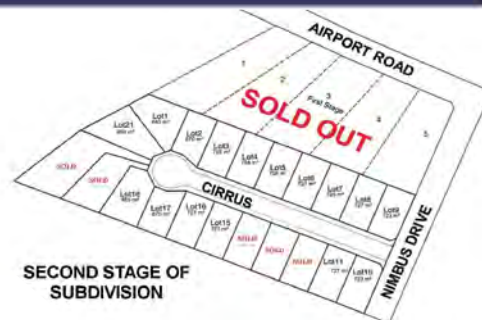 AIRPORT ROAD
1
2
3
First Stage
4
5
SOLD OUT
Lot1
Lot21
Lot2
Lot3
Lot4
Lot5
Lot6
Lot7
Lot8
Lot9
CIRRUS
NIMBUS DRIVE
SOLD
SOLD
Lot18
Lot17
Lot16
Lot15
SOLD
SOLD
SOLD
Lot11
Lot10
SECOND STAGE OF
SUBDIVISION